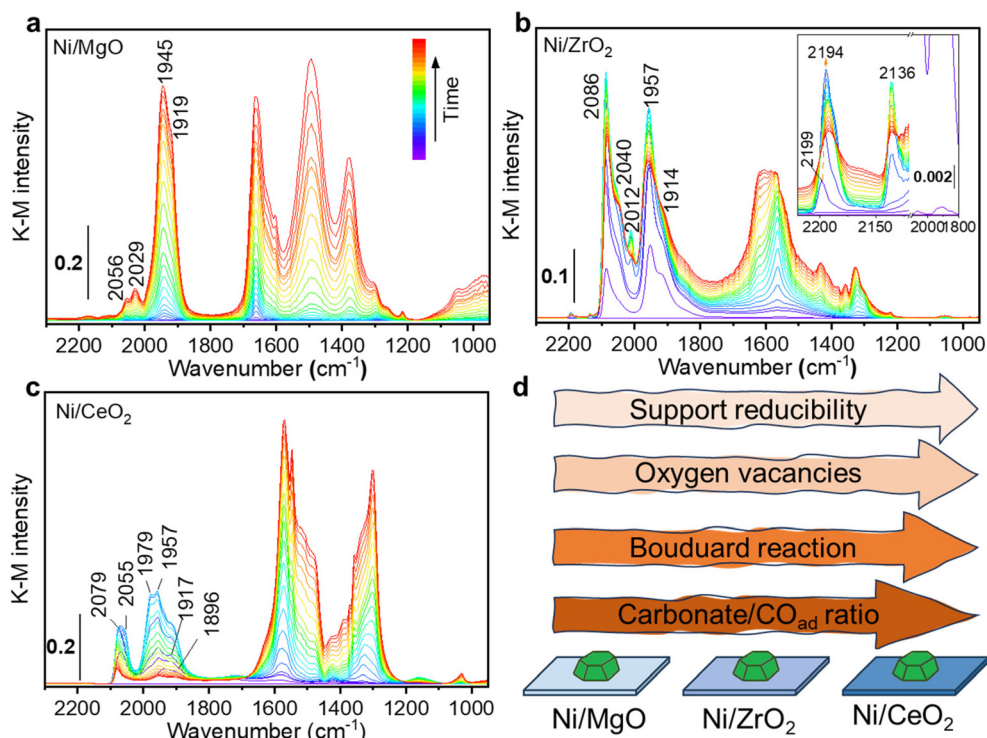 a
Ni/MgO
1945
1919
2056
2029
Time
0.2
K-M intensity
2200 2000 1800 1600 1400 1200 1000
Wavenumber (cm⁻¹)
b
Ni/ZrO₂
2086
2040
2012
1957
1914
2194
2199
2136
0.002
2200 2150 2000 1800
0.1
K-M intensity
2200 2000 1800 1600 1400 1200 1000
Wavenumber (cm⁻¹)
c
Ni/CeO₂
2079
2055
1979
1957
1917
1896
0.2
K-M intensity
2200 2000 1800 1600 1400 1200 1000
Wavenumber (cm⁻¹)
d
Support reducibility
Oxygen vacancies
Bouduard reaction
Carbonate/COad ratio
Ni/MgO Ni/ZrO₂ Ni/CeO₂